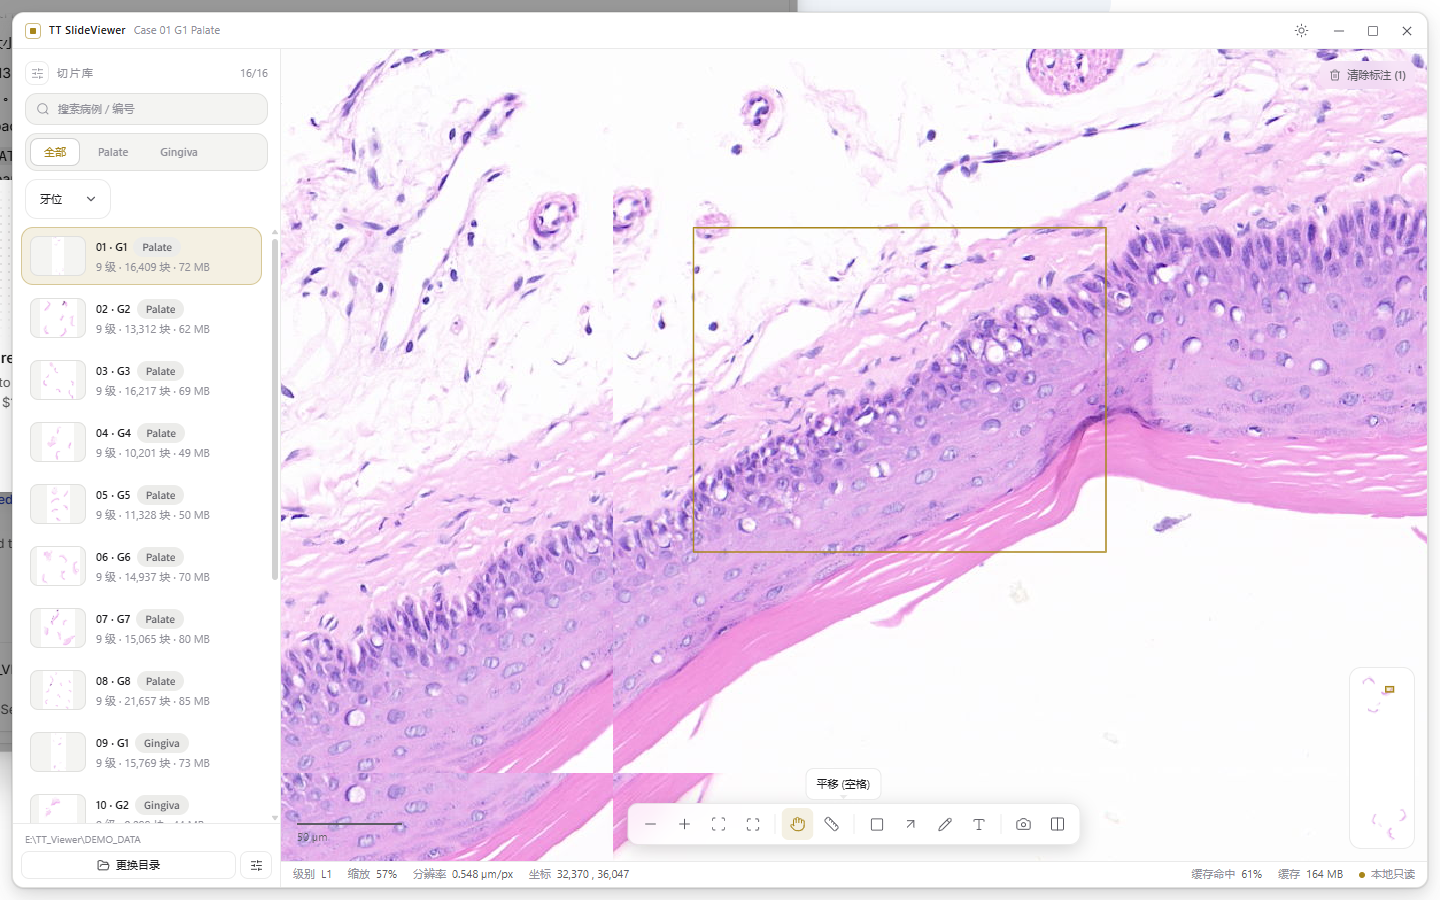 TT SlideViewer Case 01 G1 Palate
切片库 16/16
搜索病例 / 编号
全部 Palate Gingiva
牙位
01 · G1 Palate
9 级 · 16,409 块 · 72 MB
02 · G2 Palate
9 级 · 13,312 块 · 62 MB
03 · G3 Palate
9 级 · 16,217 块 · 69 MB
04 · G4 Palate
9 级 · 10,201 块 · 49 MB
05 · G5 Palate
9 级 · 11,328 块 · 50 MB
06 · G6 Palate
9 级 · 14,937 块 · 70 MB
07 · G7 Palate
9 级 · 15,065 块 · 80 MB
08 · G8 Palate
9 级 · 21,657 块 · 85 MB
09 · G1 Gingiva
9 级 · 15,769 块 · 73 MB
10 · G2 Gingiva
E:\TT_Viewer\DEMO_DATA
更换目录
清除标注 (1)
平移 (空格)
50 µm
级别 L1 缩放 57% 分辨率 0.548 µm/px 坐标 32,370 , 36,047
缓存命中 61% 缓存 164 MB 本地只读